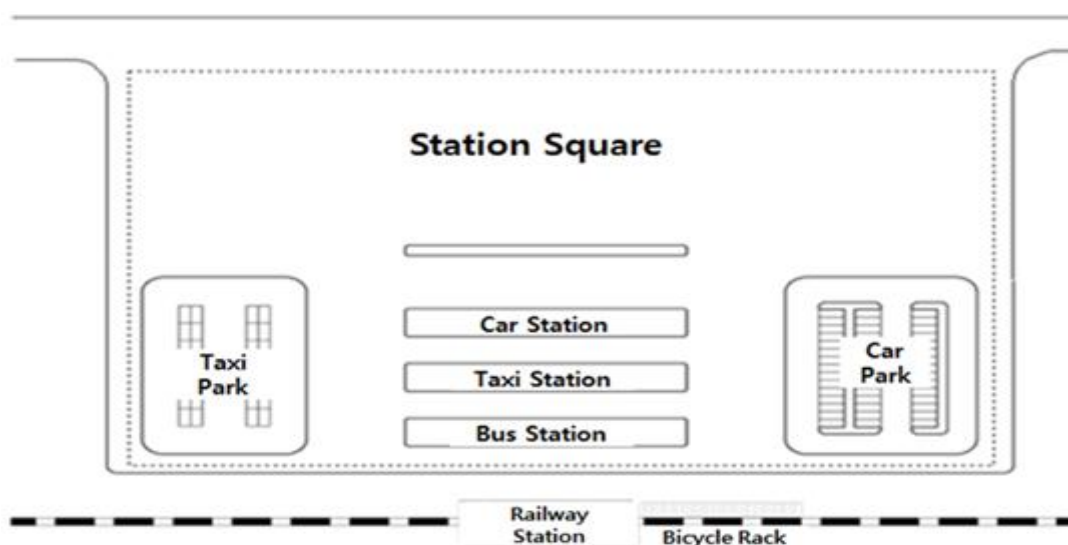 Station Square
Car Station
Taxi
Park
Car
Park
Taxi Station
Bus Station
Railway
Station
Bicycle Rack